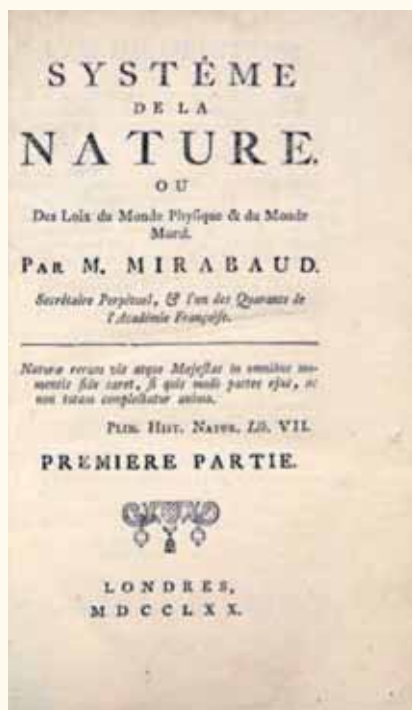 SYSTÉME
DE LA
NATURE.
OU
Des Loix du Monde Physique & du Monde
Moral.
PAR M. MIRABAUD.
Secrétaire Perpétuel, & l'un des Quarante de
l'Académie Françoise.
Naturæ rerum vis atque Majestas in omnibus mo-
mentis fide caret, si quis modo partes ejus, ac
non totam complectatur animo.
PLIN. HIST. NATUR. Lib. VII.
PREMIERE PARTIE.
LONDRES,
MDCCLXX.